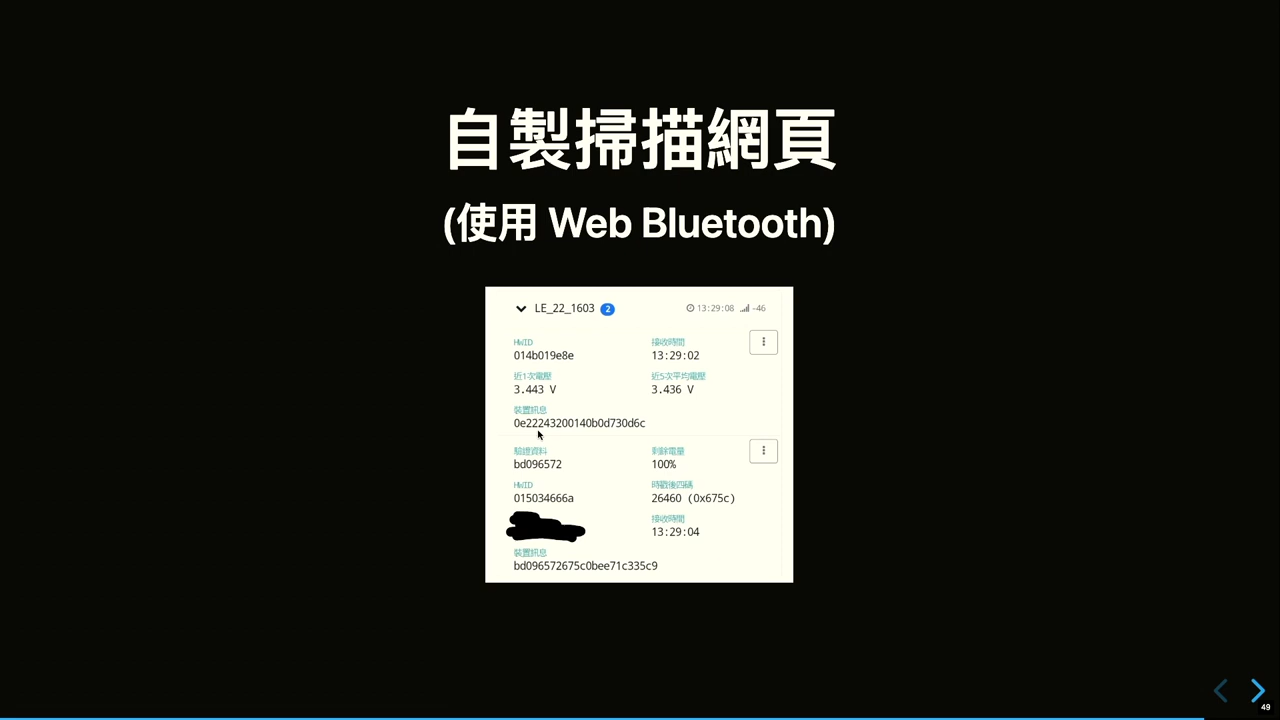 自製掃描網頁
(使用 Web Bluetooth)
LE_22_1603 2 13:29:08 -46
HWID 接收時間
014b019e8e 13:29:02
近1次電壓 近5次平均電壓
3.443 V 3.436 V
裝置訊息
0e22243200140b0d730d6c
驗證資料 剩餘電量
bd096572 100%
HWID 時戳後四碼
015034666a 26460 (0x675c)
接收時間
13:29:04
裝置訊息
bd096572675c0bee71c335c9
49